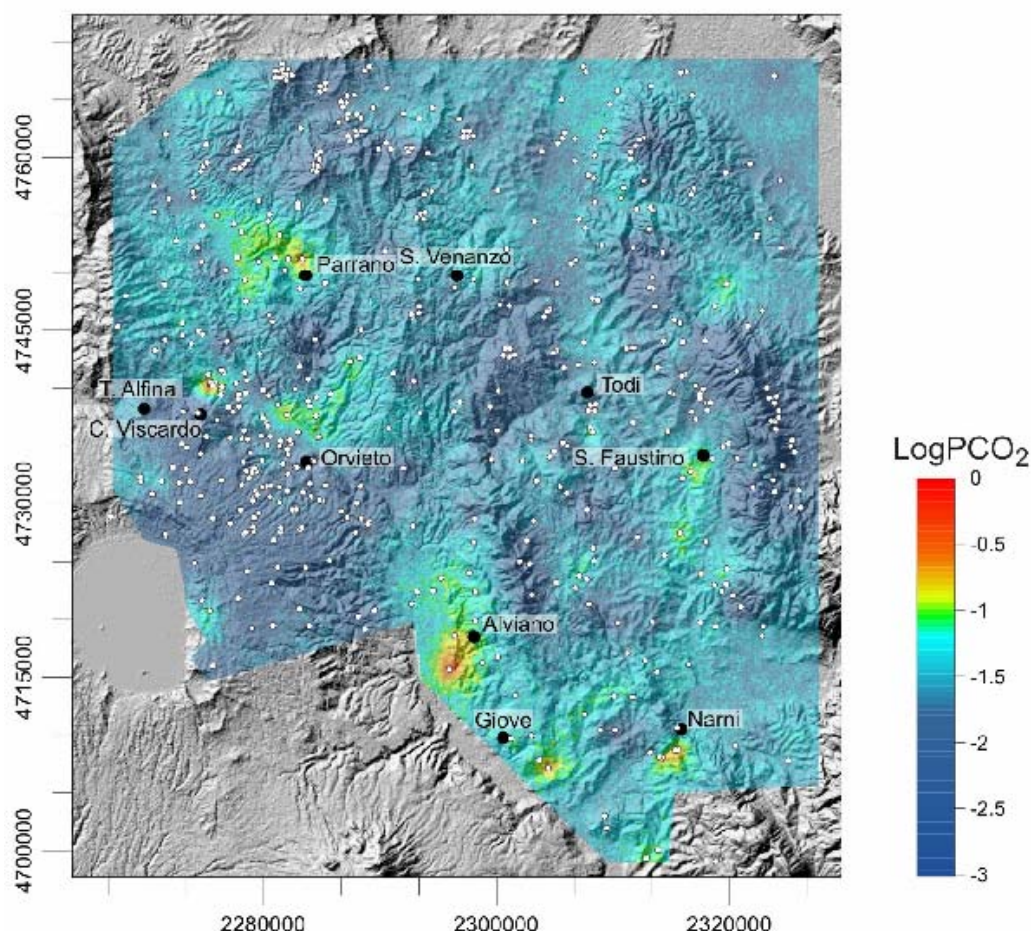 4760000
4745000
4730000
4715000
4700000
2280000
2300000
2320000
Parrano
S. Venanzo
T. Alfina
C. Viscardo
Orvieto
Todi
S. Faustino
Alviano
Giove
Narni
LogPCO2
0
-0.5
-1
-1.5
-2
-2.5
-3